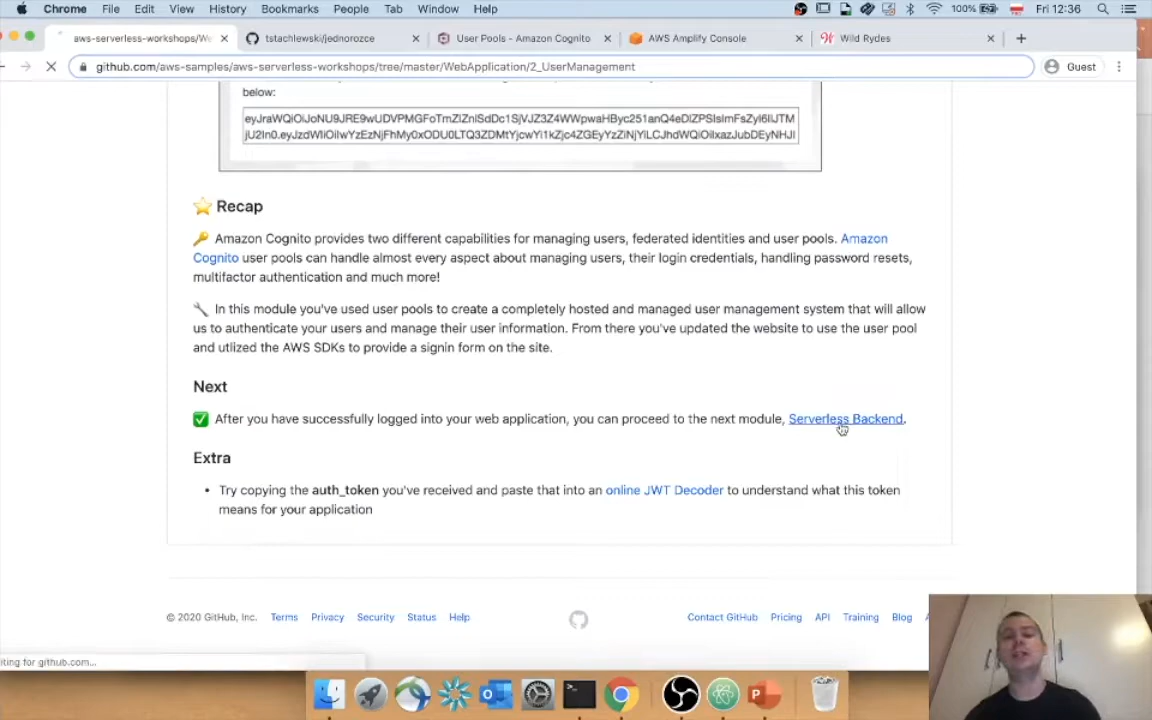 Chrome File Edit View History Bookmarks People Tab Window Help 100% Fri 12:36
aws-serverless-workshops/We tstachlewski/jednorozce User Pools - Amazon Cognito AWS Amplify Console Wild Rydes
github.com/aws-samples/aws-serverless-workshops/tree/master/WebApplication/2_UserManagement Guest
below:
Recap
Amazon Cognito provides two different capabilities for managing users, federated identities and user pools. Amazon
Cognito user pools can handle almost every aspect about managing users, their login credentials, handling password resets,
multifactor authentication and much more!
In this module you've used user pools to create a completely hosted and managed user management system that will allow
us to authenticate your users and manage their user information. From there you've updated the website to use the user pool
and utlized the AWS SDKs to provide a signin form on the site.
Next
After you have successfully logged into your web application, you can proceed to the next module, Serverless Backend.
Extra
• Try copying the auth_token you've received and paste that into an online JWT Decoder to understand what this token
means for your application
© 2020 GitHub, Inc. Terms Privacy Security Status Help Contact GitHub Pricing API Training Blog
iting for github.com...